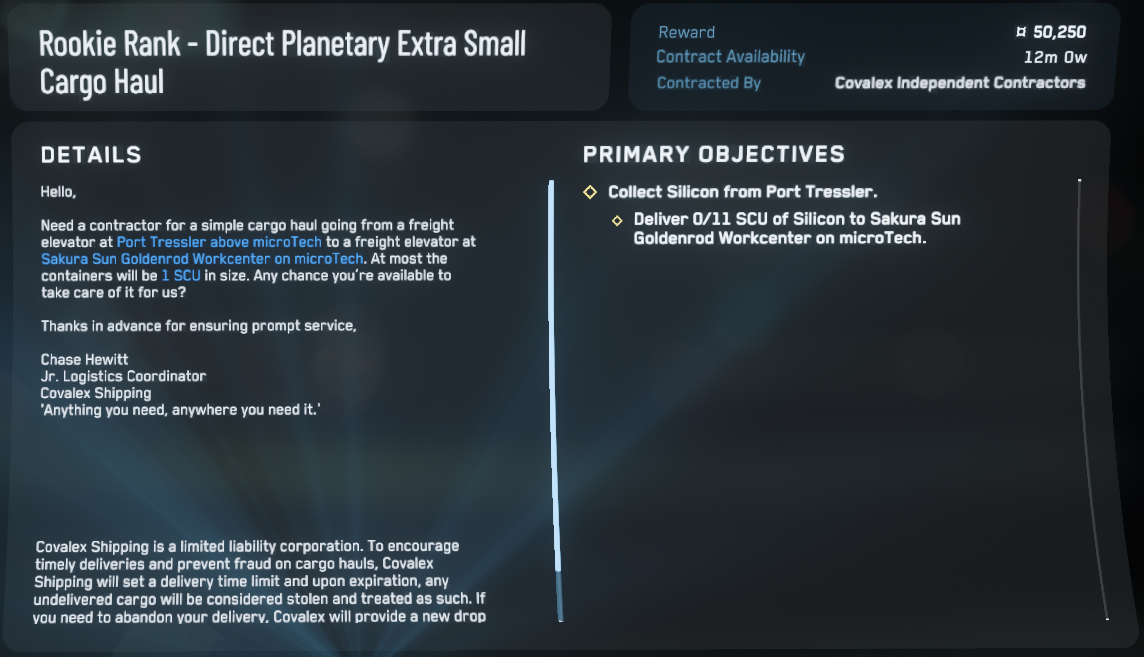 Rookie Rank - Direct Planetary Extra Small
Cargo Haul
Reward ¤ 50,250
Contract Availability 12m 0w
Contracted By Covalex Independent Contractors
DETAILS
Hello,
Need a contractor for a simple cargo haul going from a freight
elevator at Port Tressler above microTech to a freight elevator at
Sakura Sun Goldenrod Workcenter on microTech. At most the
containers will be 1 SCU in size. Any chance you're available to
take care of it for us?
Thanks in advance for ensuring prompt service,
Chase Hewitt
Jr. Logistics Coordinator
Covalex Shipping
'Anything you need, anywhere you need it.'
Covalex Shipping is a limited liability corporation. To encourage
timely deliveries and prevent fraud on cargo hauls, Covalex
Shipping will set a delivery time limit and upon expiration, any
undelivered cargo will be considered stolen and treated as such. If
you need to abandon your delivery, Covalex will provide a new drop
PRIMARY OBJECTIVES
Collect Silicon from Port Tressler.
Deliver 0/11 SCU of Silicon to Sakura Sun
Goldenrod Workcenter on microTech.